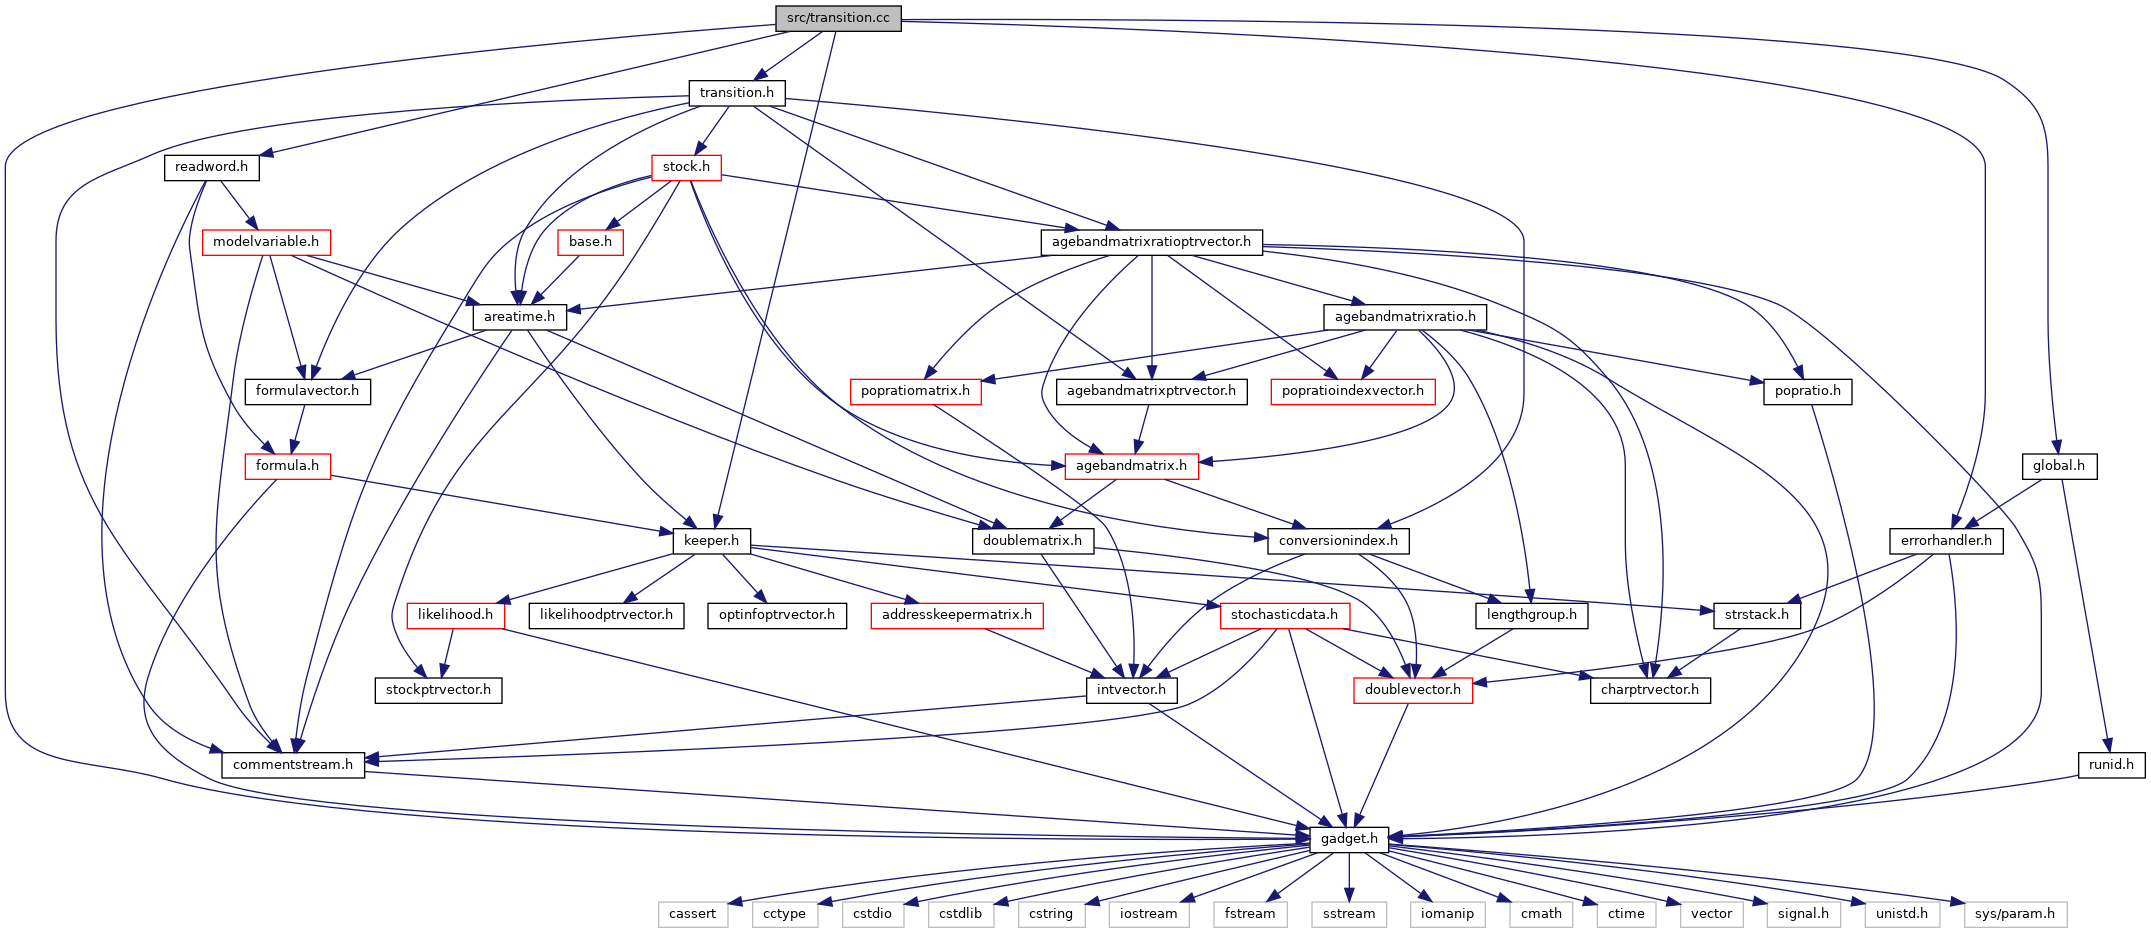 src/transition.cc
transition.h
readword.h
stock.h
modelvariable.h
base.h
agebandmatrixratioptrvector.h
areatime.h
agebandmatrixratio.h
formulavector.h
popratiomatrix.h
agebandmatrixptrvector.h
popratioindexvector.h
popratio.h
formula.h
agebandmatrix.h
global.h
keeper.h
doublematrix.h
conversionindex.h
errorhandler.h
likelihood.h
likelihoodptrvector.h
optinfoptrvector.h
addresskeepermatrix.h
stochasticdata.h
lengthgroup.h
strstack.h
stockptrvector.h
intvector.h
doublevector.h
charptrvector.h
commentstream.h
runid.h
gadget.h
cassert
cctype
cstdio
cstdlib
cstring
iostream
fstream
sstream
iomanip
cmath
ctime
vector
signal.h
unistd.h
sys/param.h